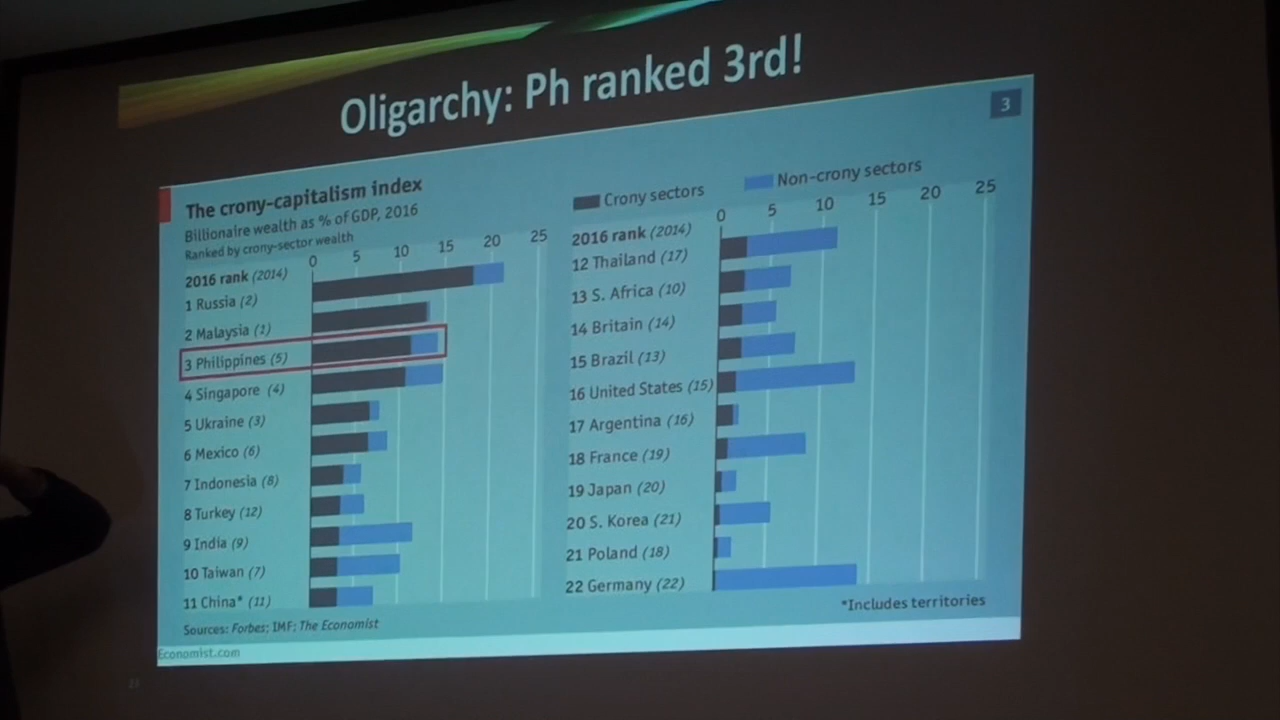 Oligarchy: Ph ranked 3rd!
3
The crony-capitalism index
Billionaire wealth as % of GDP, 2016
Ranked by crony-sector wealth
Crony sectors
Non-crony sectors
0 5 10 15 20 25
2016 rank (2014)
1 Russia (2)
2 Malaysia (1)
3 Philippines (5)
4 Singapore (4)
5 Ukraine (3)
6 Mexico (6)
7 Indonesia (8)
8 Turkey (12)
9 India (9)
10 Taiwan (7)
11 China* (11)
0 5 10 15 20 25
2016 rank (2014)
12 Thailand (17)
13 S. Africa (10)
14 Britain (14)
15 Brazil (13)
16 United States (15)
17 Argentina (16)
18 France (19)
19 Japan (20)
20 S. Korea (21)
21 Poland (18)
22 Germany (22)
Sources: Forbes; IMF; The Economist
*Includes territories
Economist.com